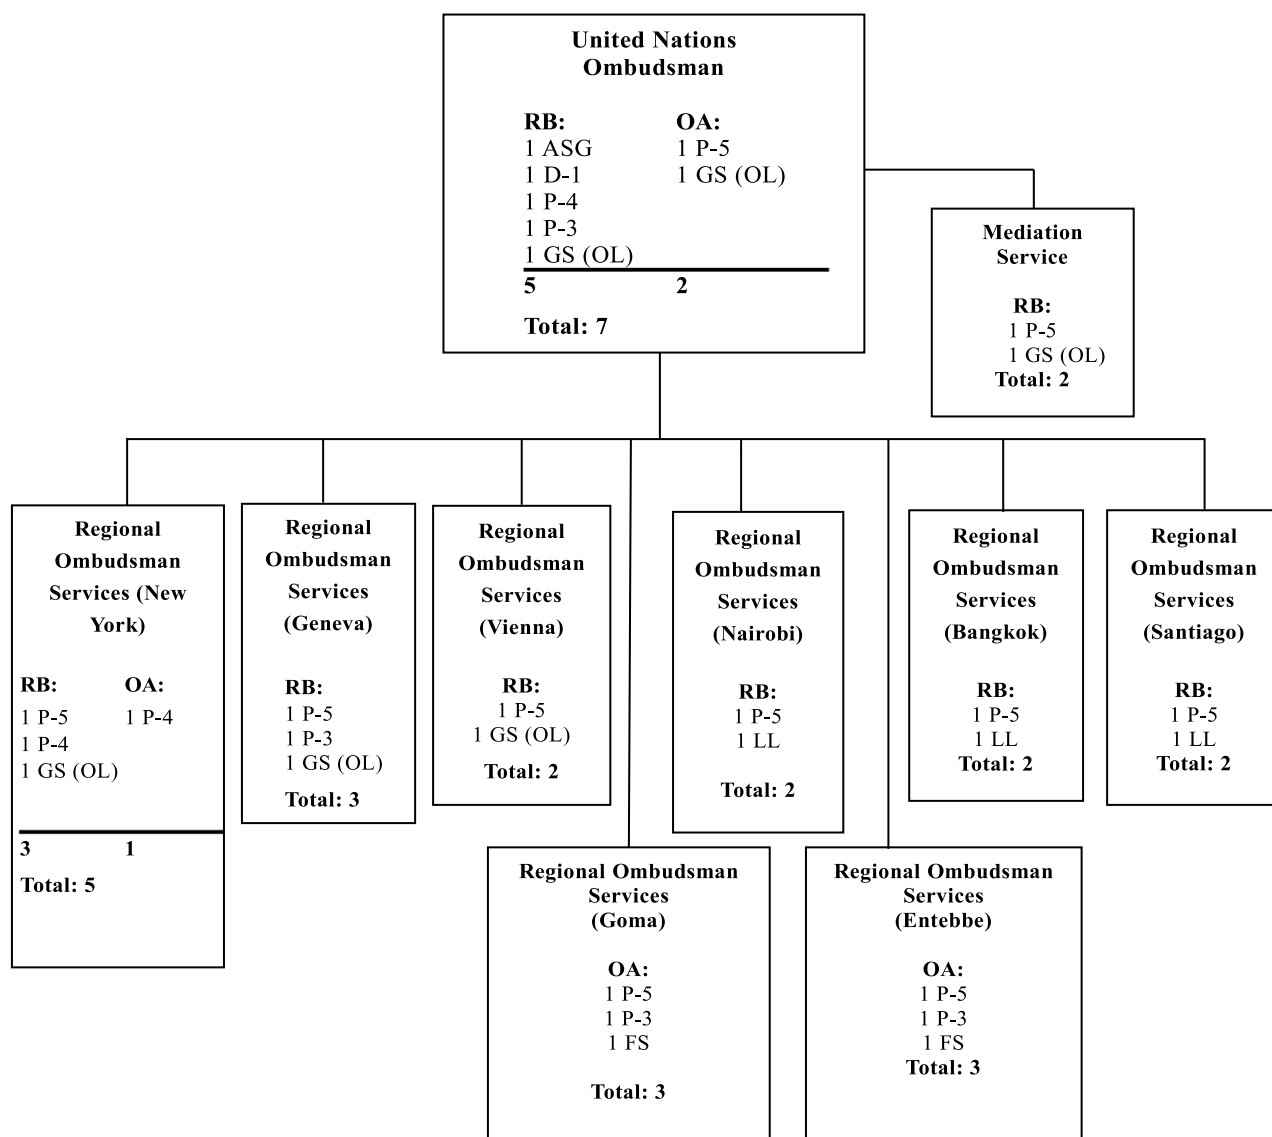 United Nations
Ombudsman
RB: OA:
1 ASG 1 P-5
1 D-1 1 GS (OL)
1 P-4
1 P-3
1 GS (OL)
5 2
Total: 7
Mediation
Service
RB:
1 P-5
1 GS (OL)
Total: 2
Regional
Ombudsman
Services (New
York)
RB: OA:
1 P-5 1 P-4
1 P-4
1 GS (OL)
3 1
Total: 5
Regional
Ombudsman
Services
(Geneva)
RB:
1 P-5
1 P-3
1 GS (OL)
Total: 3
Regional
Ombudsman
Services
(Vienna)
RB:
1 P-5
1 GS (OL)
Total: 2
Regional
Ombudsman
Services
(Nairobi)
RB:
1 P-5
1 LL
Total: 2
Regional
Ombudsman
Services
(Bangkok)
RB:
1 P-5
1 LL
Total: 2
Regional
Ombudsman
Services
(Santiago)
RB:
1 P-5
1 LL
Total: 2
Regional Ombudsman
Services
(Goma)
OA:
1 P-5
1 P-3
1 FS
Total: 3
Regional Ombudsman
Services
(Entebbe)
OA:
1 P-5
1 P-3
1 FS
Total: 3